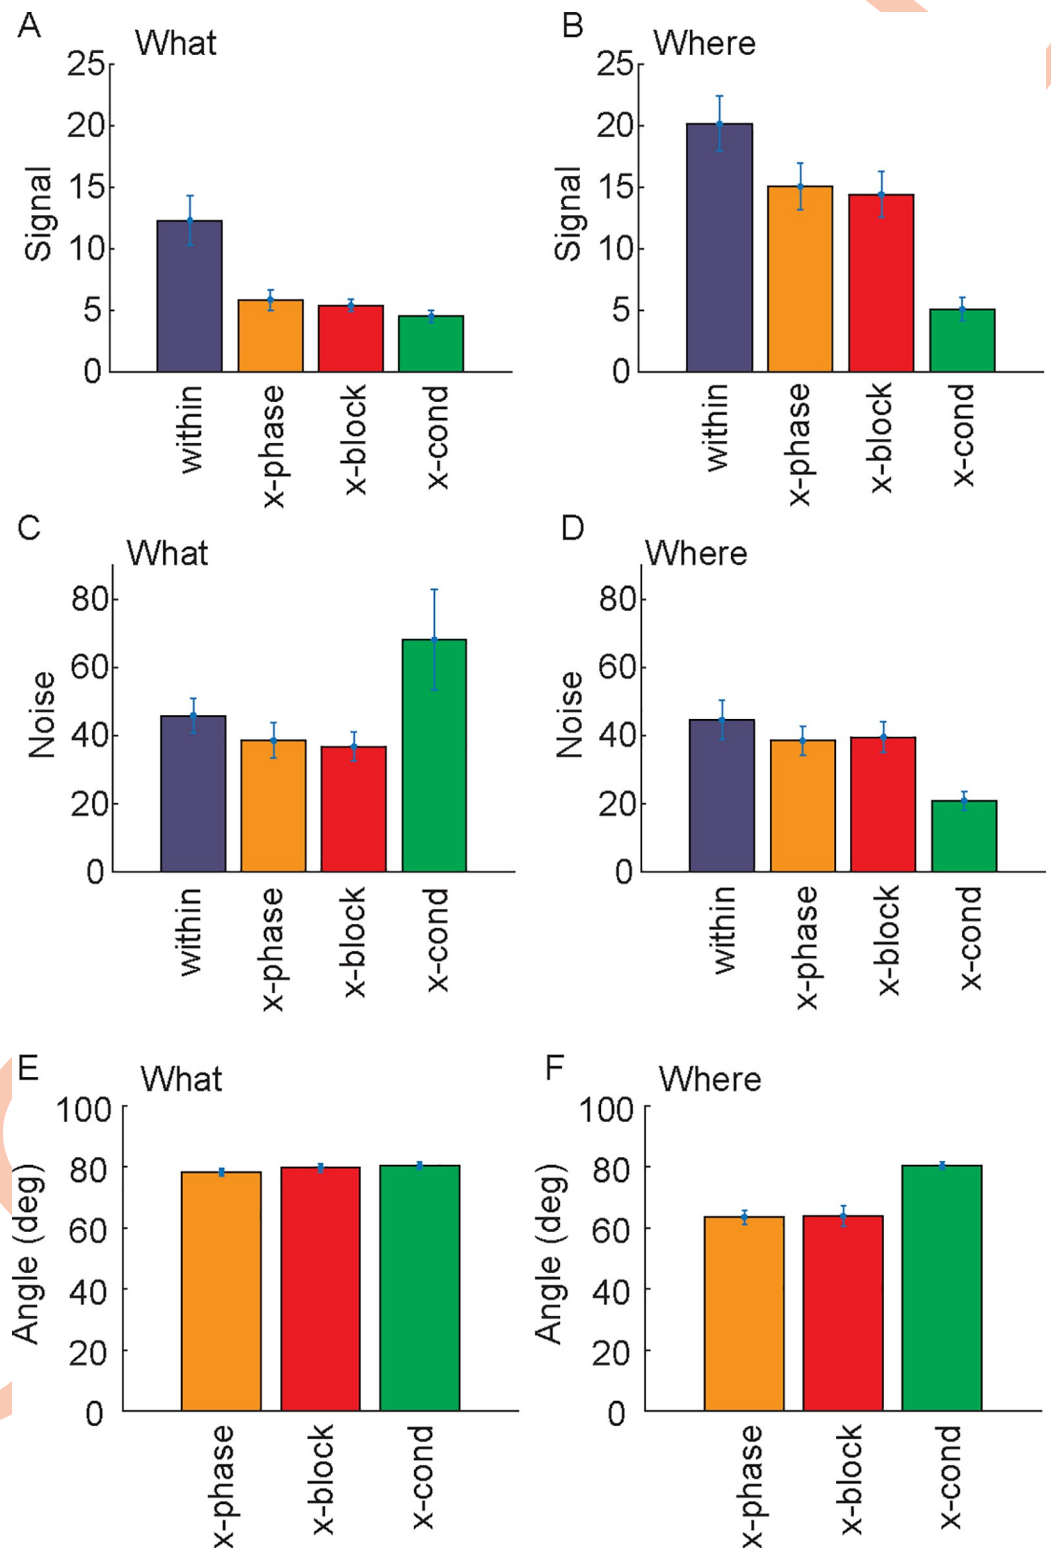 A
What
25
20
15
10
5
0
Signal
within
x-phase
x-block
x-cond
B
Where
25
20
15
10
5
0
Signal
within
x-phase
x-block
x-cond
C
What
80
60
40
20
0
Noise
within
x-phase
x-block
x-cond
D
Where
80
60
40
20
0
Noise
within
x-phase
x-block
x-cond
E
What
100
80
60
40
20
0
Angle (deg)
x-phase
x-block
x-cond
F
Where
100
80
60
40
20
0
Angle (deg)
x-phase
x-block
x-cond